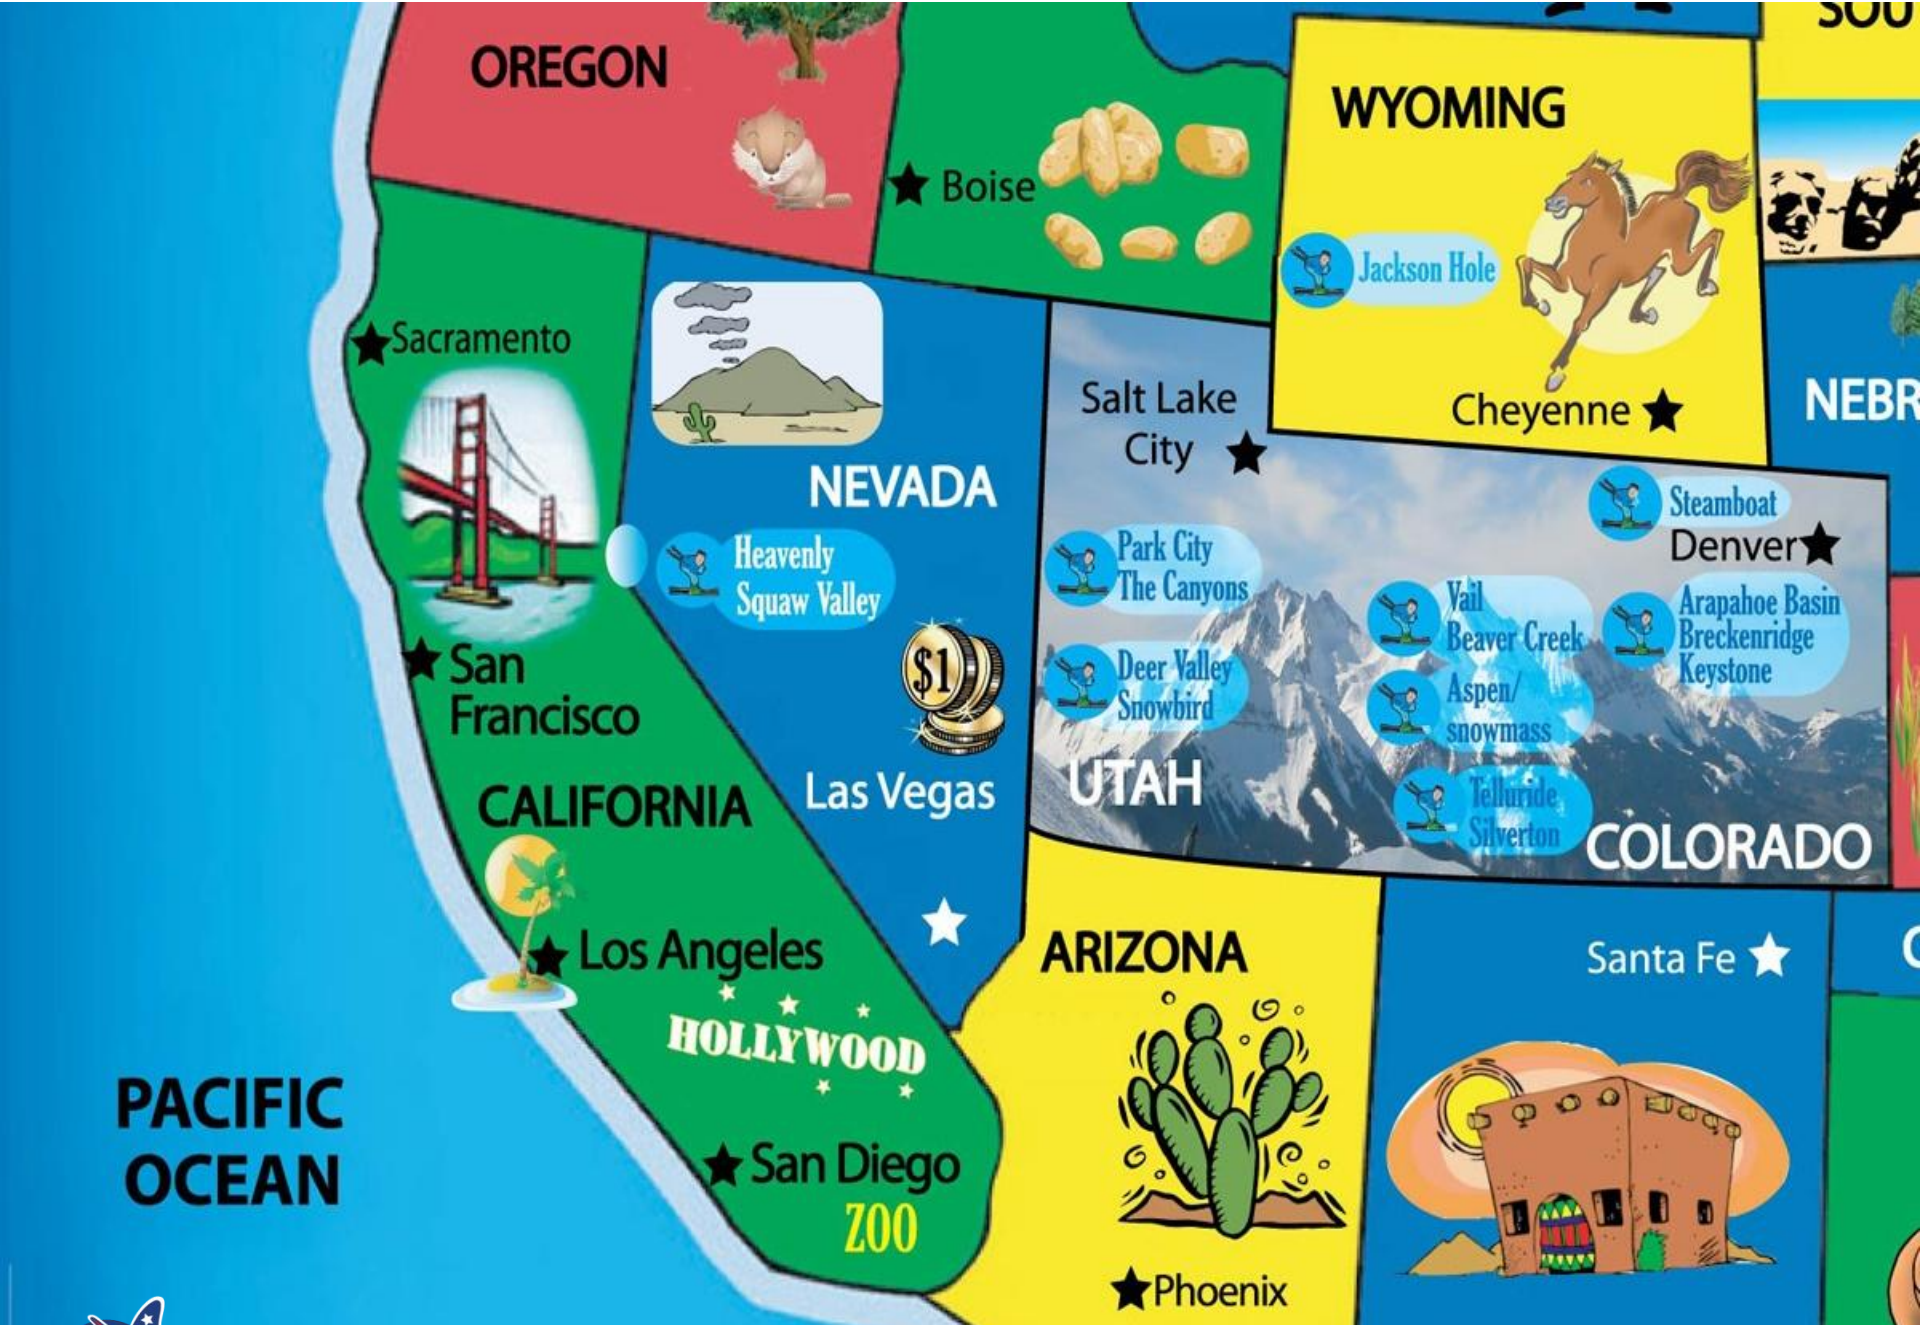 OREGON
SOU
WYOMING
Boise
Jackson Hole
Sacramento
Salt Lake
City
Cheyenne
NEBR
NEVADA
Steamboat
Denver
Heavenly
Squaw Valley
Park City
The Canyons
Vail
Beaver Creek
Arapahoe Basin
Breckenridge
Keystone
$1
San
Francisco
Deer Valley
Snowbird
Aspen/
snowmass
CALIFORNIA
Las Vegas
UTAH
Telluride
Silverton
COLORADO
Los Angeles
ARIZONA
Santa Fe
HOLLYWOOD
PACIFIC
OCEAN
San Diego
ZOO
Phoenix